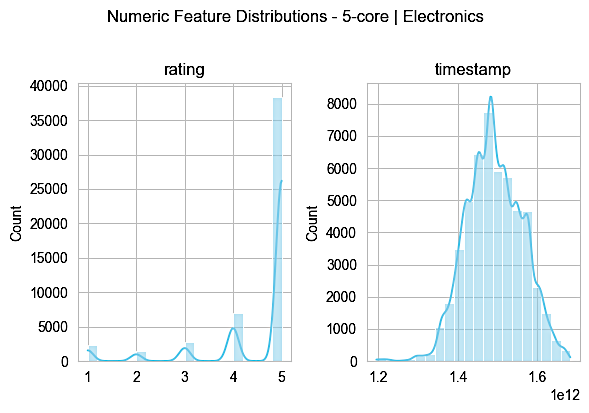 Numeric Feature Distributions - 5-core | Electronics
rating
Count
40000
35000
30000
25000
20000
15000
10000
5000
0
1 2 3 4 5
timestamp
Count
8000
7000
6000
5000
4000
3000
2000
1000
0
1.2 1.4 1.6
1e12